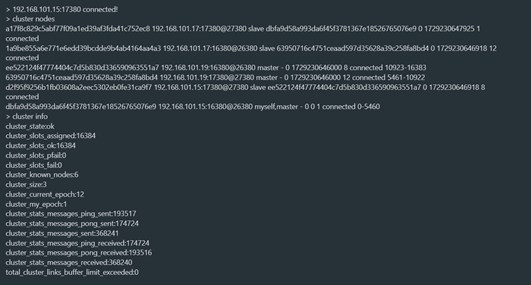 > 192.168.101.15:17380 connected!
> cluster nodes
a17f8c829c5abf77f09a1ed39af3fda41c752ec8 192.168.101.17:17380@27380 slave dbfa9d58a993da6f45f3781367e18526765076e9 0 1729230647925 1
connected
1a9be855a6e771e6edd39bcdde9b4ab4164aa4a3 192.168.101.17:16380@26380 slave 63950716c4751ceaad597d35628a39c258fa8bd4 0 1729230646918 12
connected
ee522124f47774404c7d5b830d336590963551a7 192.168.101.19:16380@26380 master - 0 1729230646000 8 connected 10923-16383
63950716c4751ceaad597d35628a39c258fa8bd4 192.168.101.19:17380@27380 master - 0 1729230646000 12 connected 5461-10922
d2f95f9256b1fb03608a2eec5302eb0fe31ca9f7 192.168.101.15:17380@27380 slave ee522124f47774404c7d5b830d336590963551a7 0 1729230646918 8
connected
dbfa9d58a993da6f45f3781367e18526765076e9 192.168.101.15:16380@26380 myself,master - 0 0 1 connected 0-5460
> cluster info
cluster_state:ok
cluster_slots_assigned:16384
cluster_slots_ok:16384
cluster_slots_pfail:0
cluster_slots_fail:0
cluster_known_nodes:6
cluster_size:3
cluster_current_epoch:12
cluster_my_epoch:1
cluster_stats_messages_ping_sent:193517
cluster_stats_messages_pong_sent:174724
cluster_stats_messages_sent:368241
cluster_stats_messages_ping_received:174724
cluster_stats_messages_pong_received:193516
cluster_stats_messages_received:368240
total_cluster_links_buffer_limit_exceeded:0